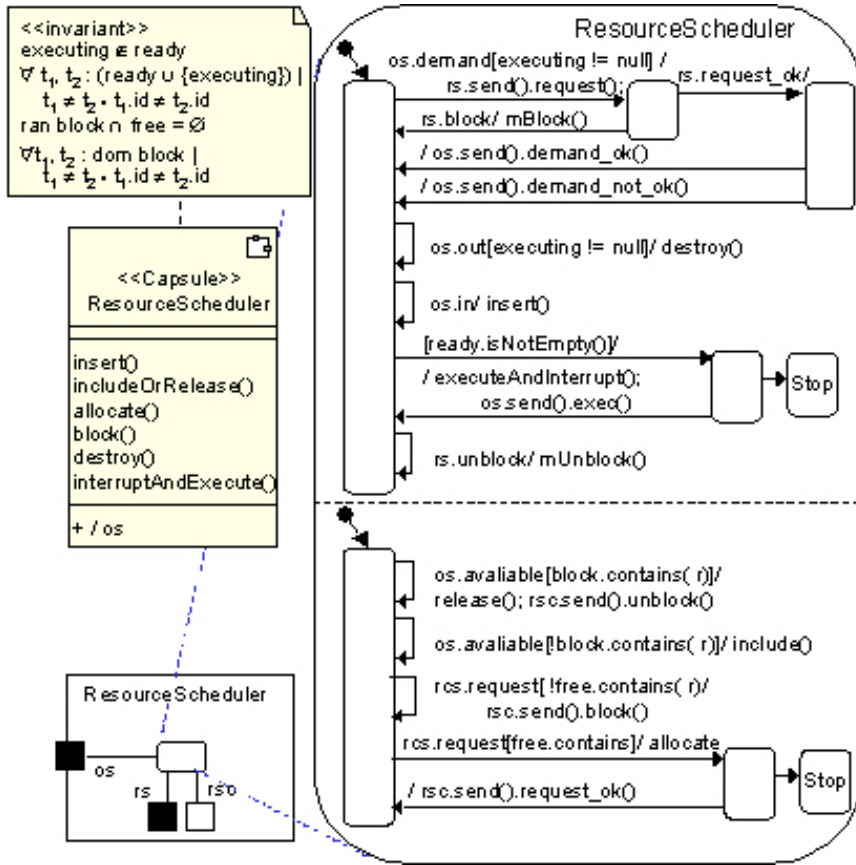 <<invariant>>
executing ∉ ready
∀ t1, t2 : (ready ∪ {executing}) |
t1 ≠ t2 • t1.id ≠ t2.id
ran block ∩ free = Ø
∀t1, t2 : dom block |
t1 ≠ t2 • t1.id ≠ t2.id
<<Capsule>>
ResourceScheduler
insert()
includeOrRelease()
allocate()
block()
destroy()
interruptAndExecute()
+ / os
ResourceScheduler
os
rs
rsc
ResourceScheduler
os.demand[executing != null] /
rs.send().request();
rs.request_ok/
rs.block/ mBlock()
/ os.send().demand_ok()
/ os.send().demand_not_ok()
os.out[executing != null]/ destroy()
os.in/ insert()
[ready.isNotEmpty()]/
/ executeAndInterrupt();
os.send().exec()
Stop
rs.unblock/ mUnblock()
os.avaliable[block.contains( r)]/
release(); rsc.send().unblock()
os.avaliable[!block.contains( r)]/ include()
rcs.request[ !free.contains( r)/
rsc.send().block()
rcs.request[free.contains]/ allocate
/ rsc.send().request_ok()
Stop